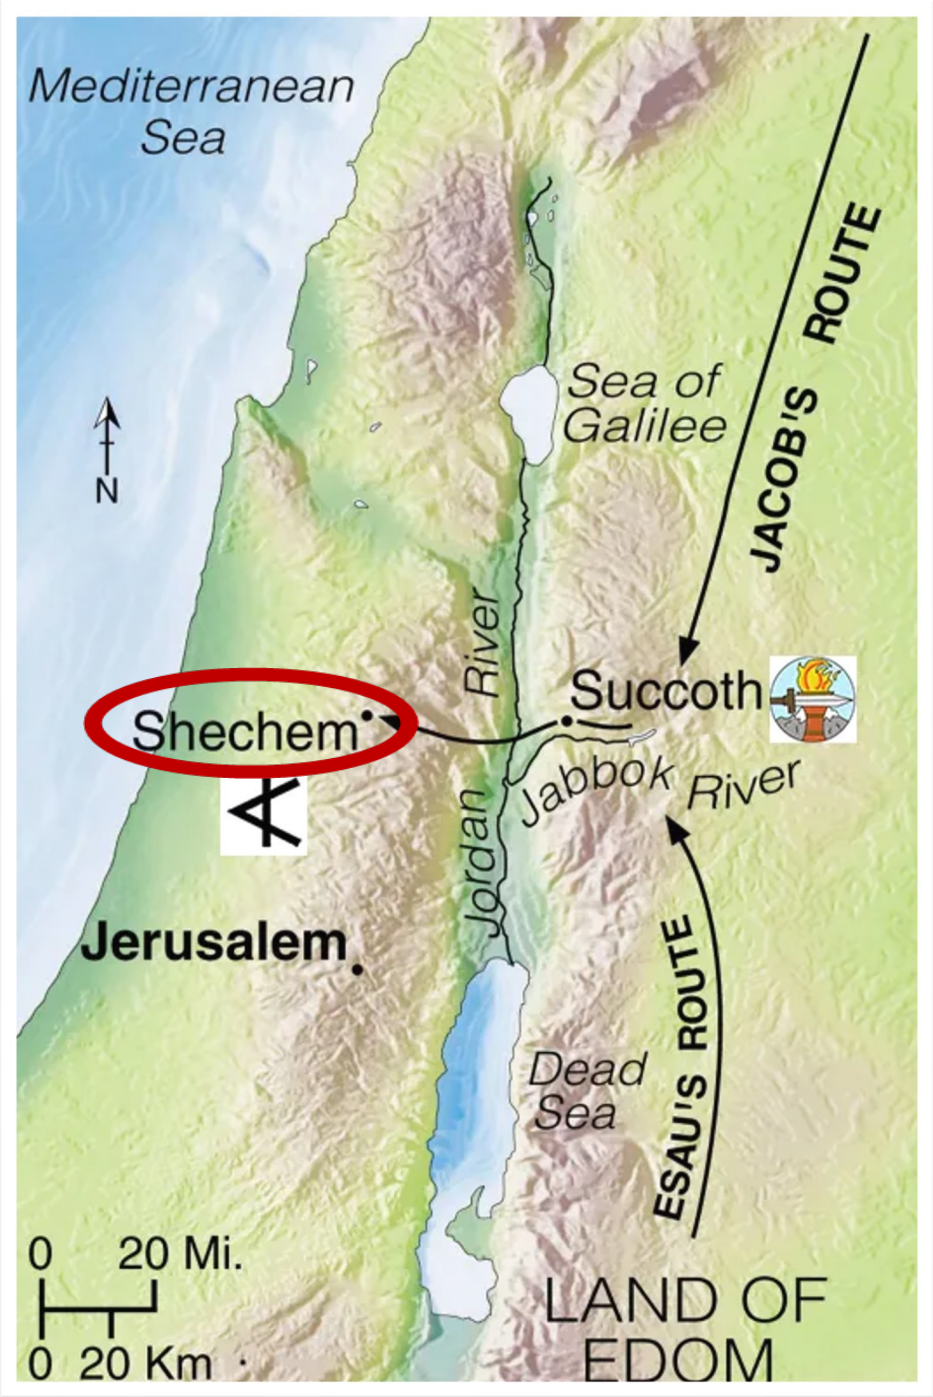 Mediterranean
Sea
JACOB'S ROUTE
Sea of
Galilee
N
River
Succoth
Shechem
Jabbok River
Jordan
Jerusalem
ESAU'S ROUTE
Dead
Sea
0 20 Mi.
0 20 Km
LAND OF
EDOM